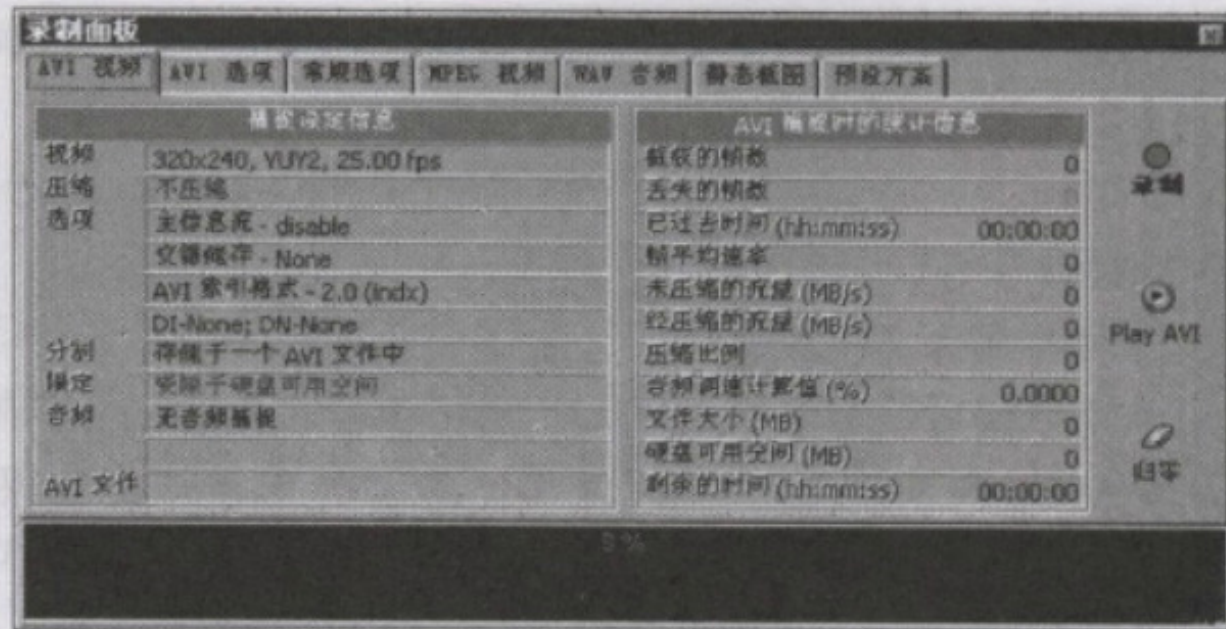 录制面板
AVI 视频 AVI 选项 常规选项 MPEG 视频 WAV 音频 静态截图 预设方案
捕捉设定信息
视频 320x240, YUY2, 25.00 fps
压缩 不压缩
选项 主信息流 - disable
交错储存 - None
AVI 索引格式 - 2.0 (indx)
DI-None; DN-None
分割 存储于一个 AVI 文件中
限定 受限于硬盘可用空间
音频 无音频捕捉
AVI 文件
AVI 捕捉时的统计信息
截取的帧数 0
丢失的帧数
已过去时间 (hh:mm:ss) 00:00:00
帧平均速率 0
未压缩的流量 (MB/s) 0
经压缩的流量 (MB/s) 0
压缩比例 0
音频调速计算值 (%) 0.0000
文件大小 (MB) 0
硬盘可用空间 (MB) 0
剩余的时间 (hh:mm:ss) 00:00:00
录制
Play AVI
归零